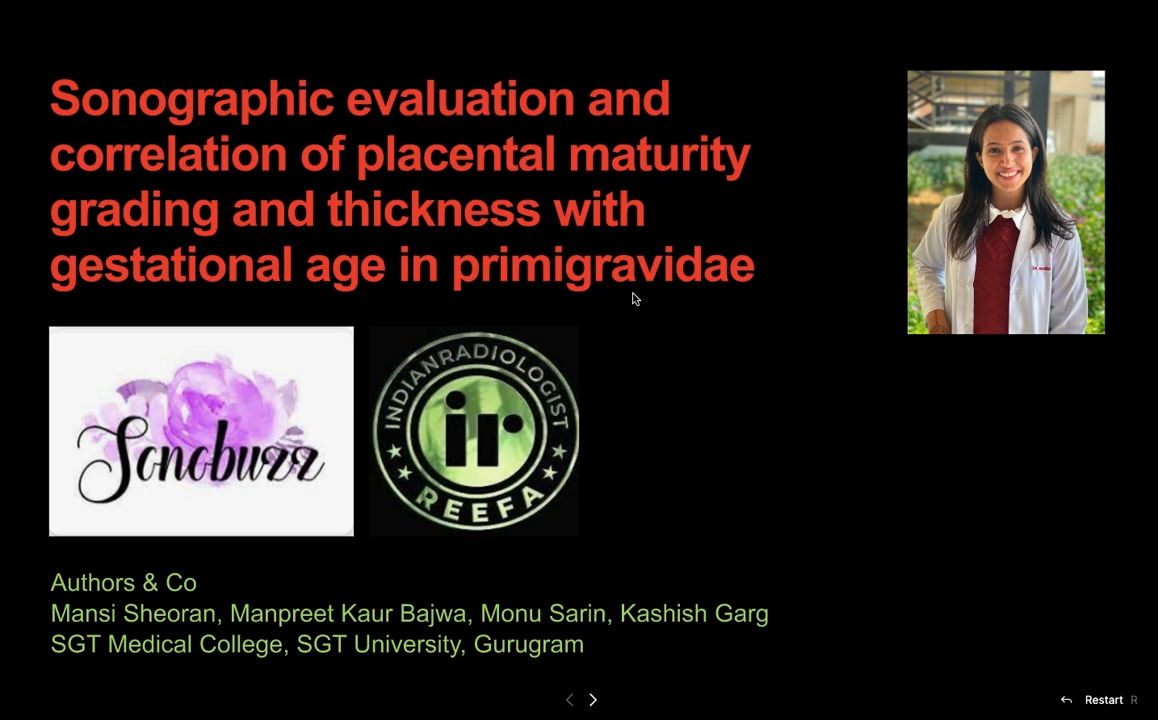 Sonographic evaluation and
correlation of placental maturity
grading and thickness with
gestational age in primigravidae
Sonobuzz
INDIANRADIOLOGIST
ir
REEFA
Authors & Co
Mansi Sheoran, Manpreet Kaur Bajwa, Monu Sarin, Kashish Garg
SGT Medical College, SGT University, Gurugram
Restart R